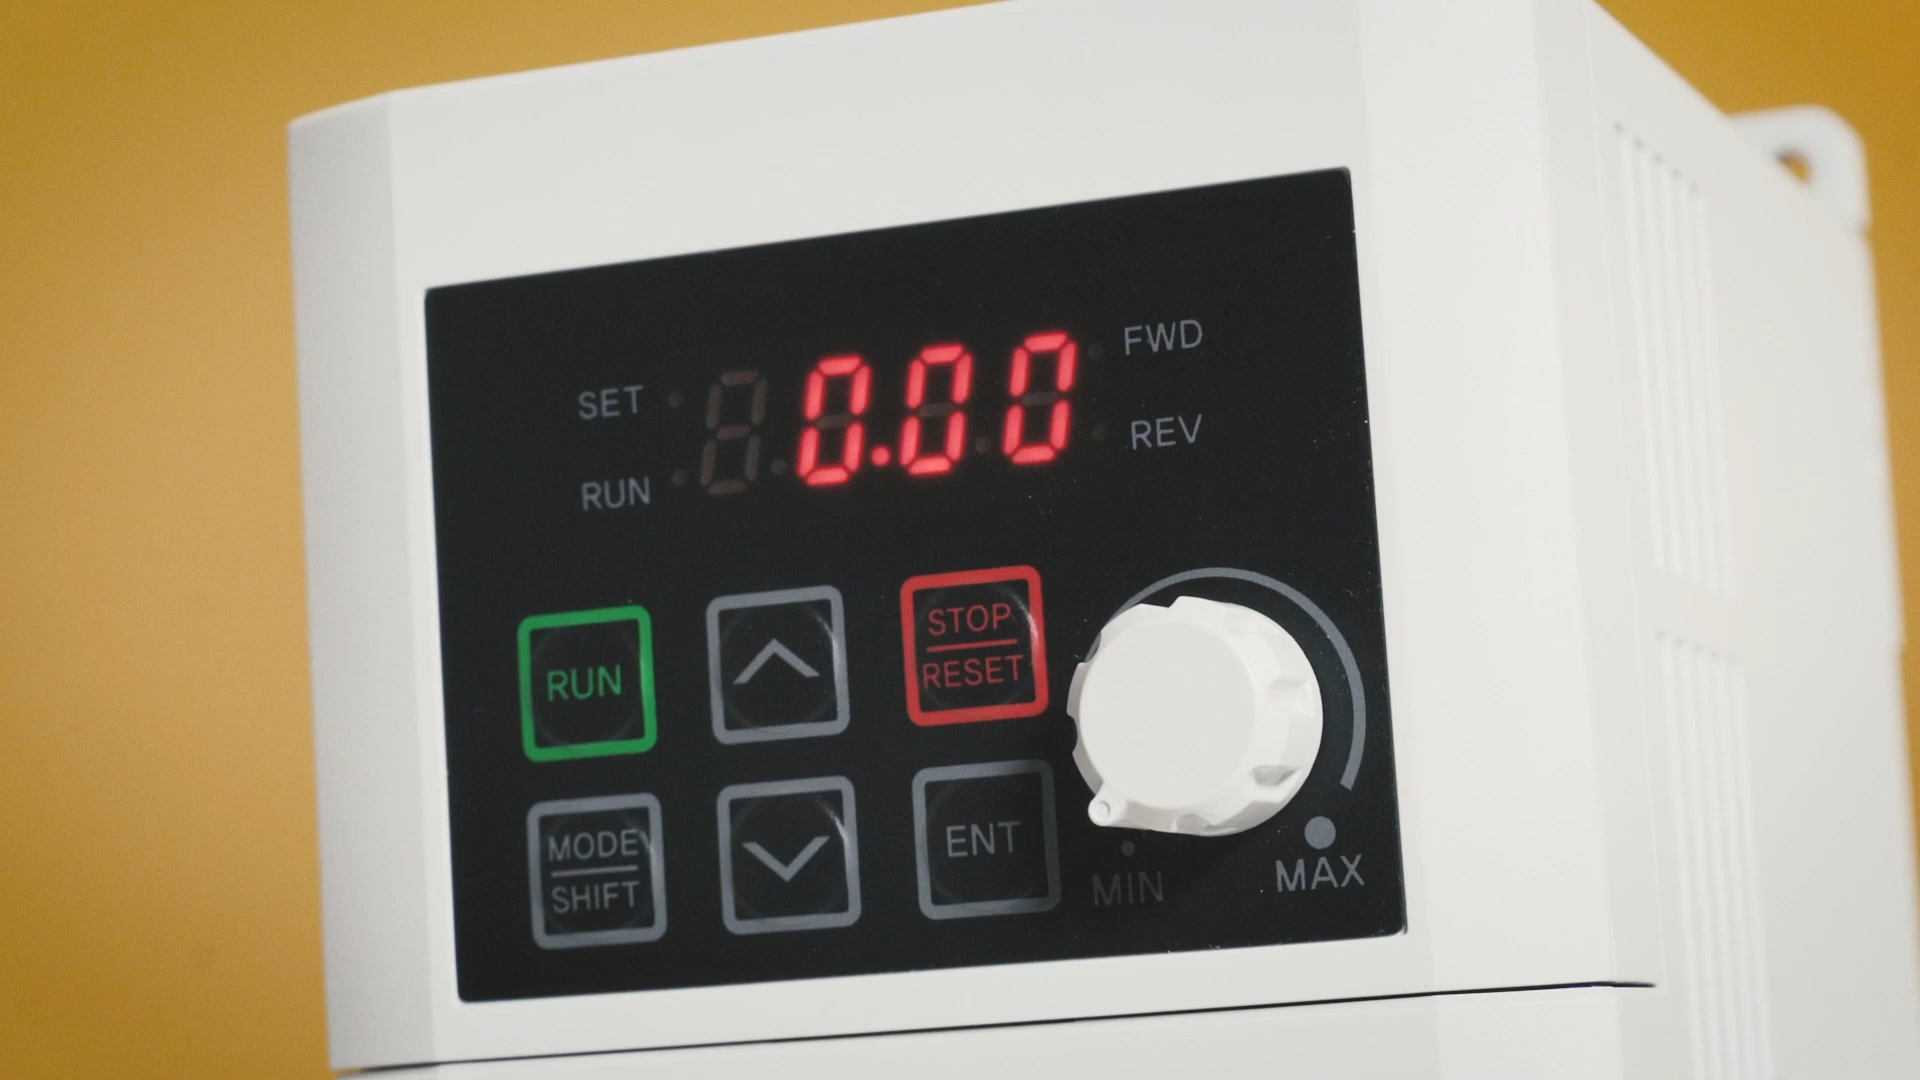 SET
0.00
FWD
RUN
REV
RUN
STOP
RESET
MODE
SHIFT
ENT
MIN
MAX